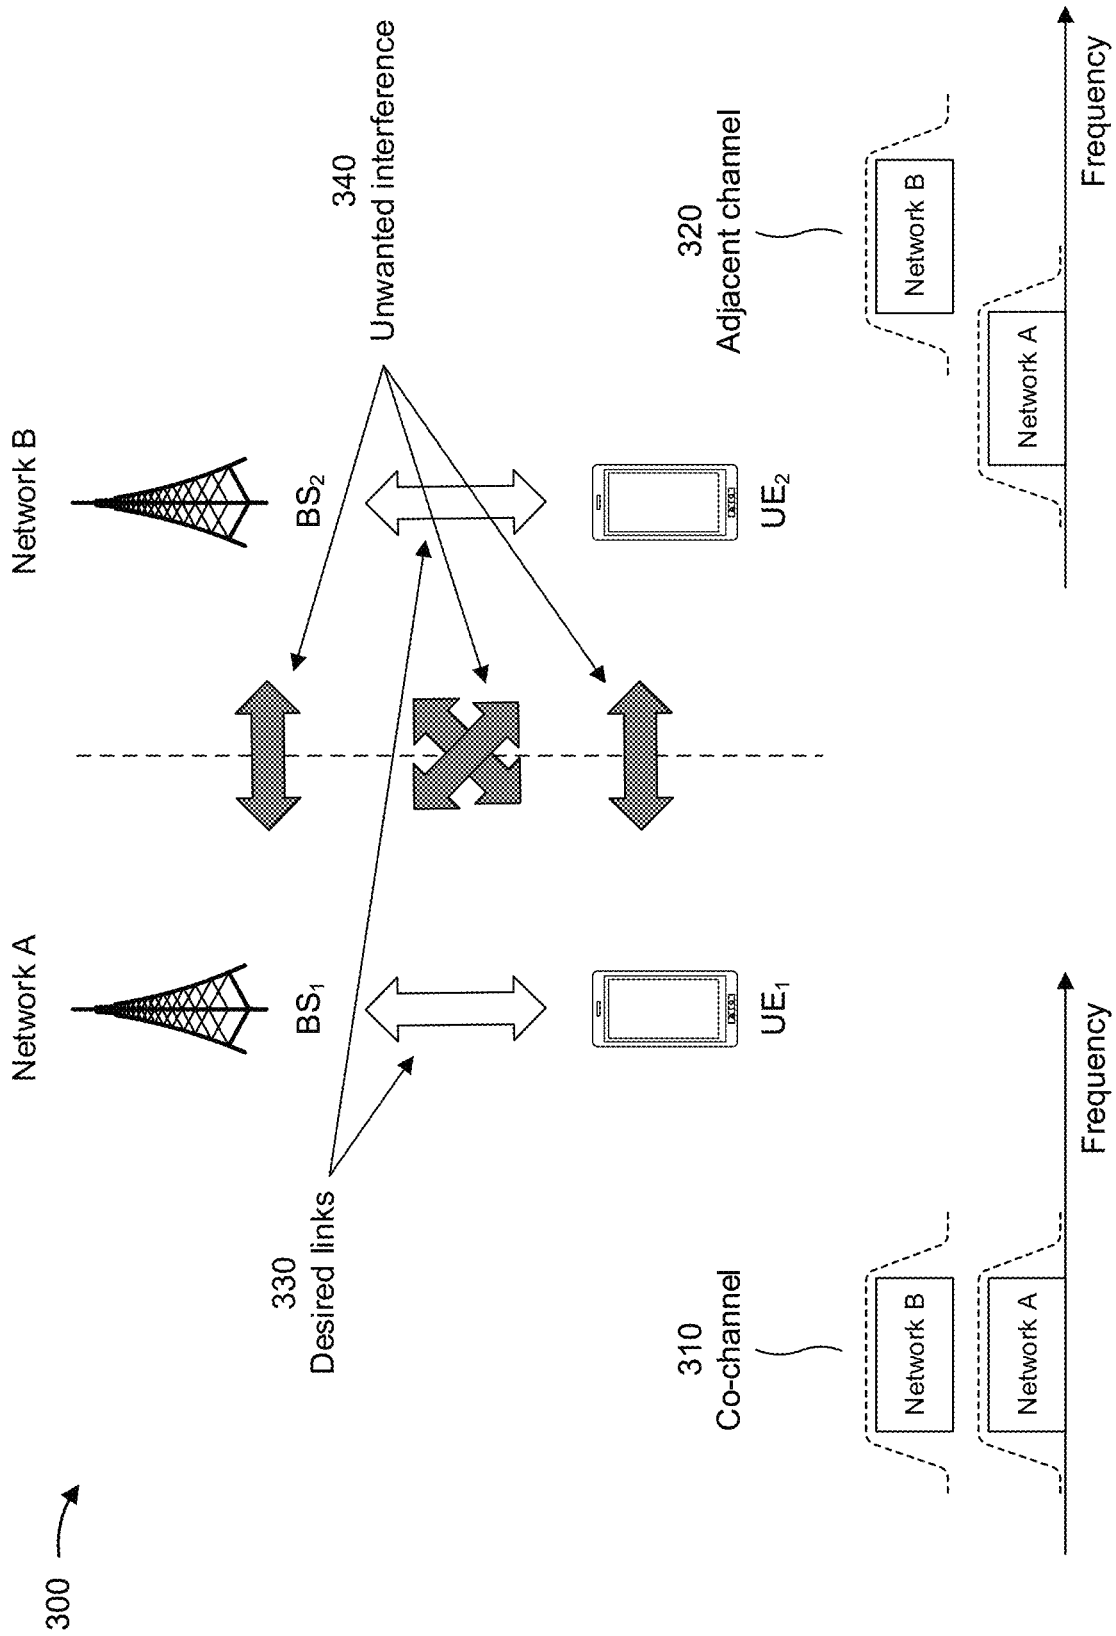 300
Network A
Network B
BS1
BS2
330
Desired links
340
Unwanted interference
UE1
UE2
310
Co-channel
320
Adjacent channel
Network B
Network A
Frequency
Network B
Network A
Frequency